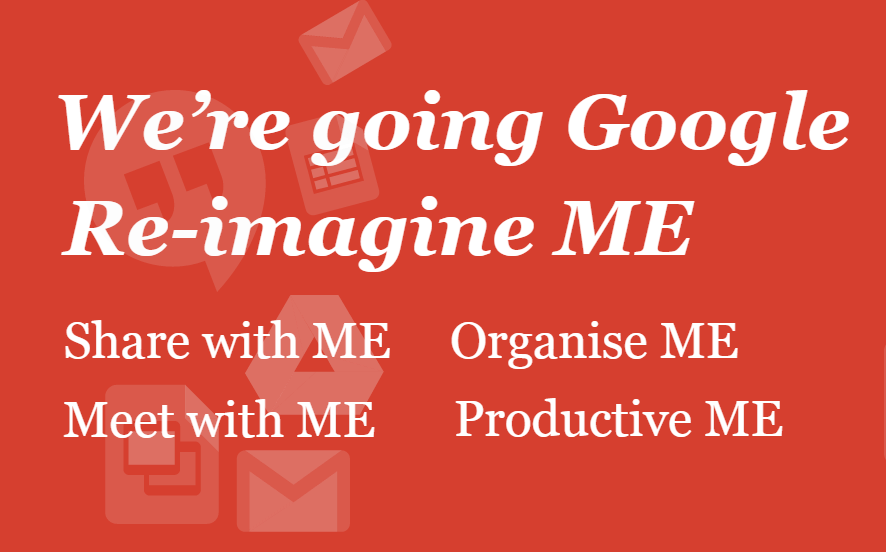 We're going Google
Re-imagine ME
Share with ME Organise ME
Meet with ME Productive ME